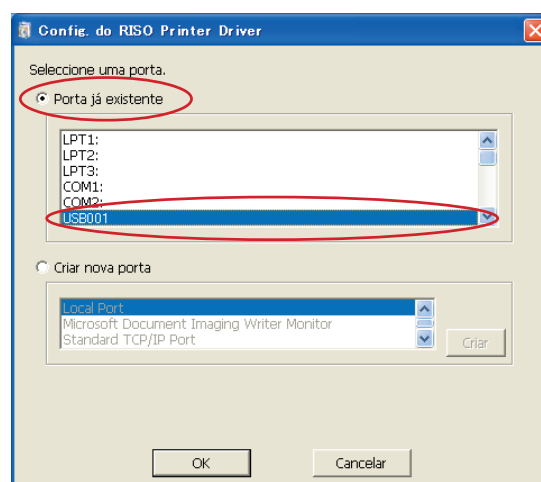 Config. do RISO Printer Driver
Seleccione uma porta.
Porta já existente
LPT1:
LPT2:
LPT3:
COM1:
COM2:
USB001
Criar nova porta
Local Port
Microsoft Document Imaging Writer Monitor
Standard TCP/IP Port
Criar
OK
Cancelar